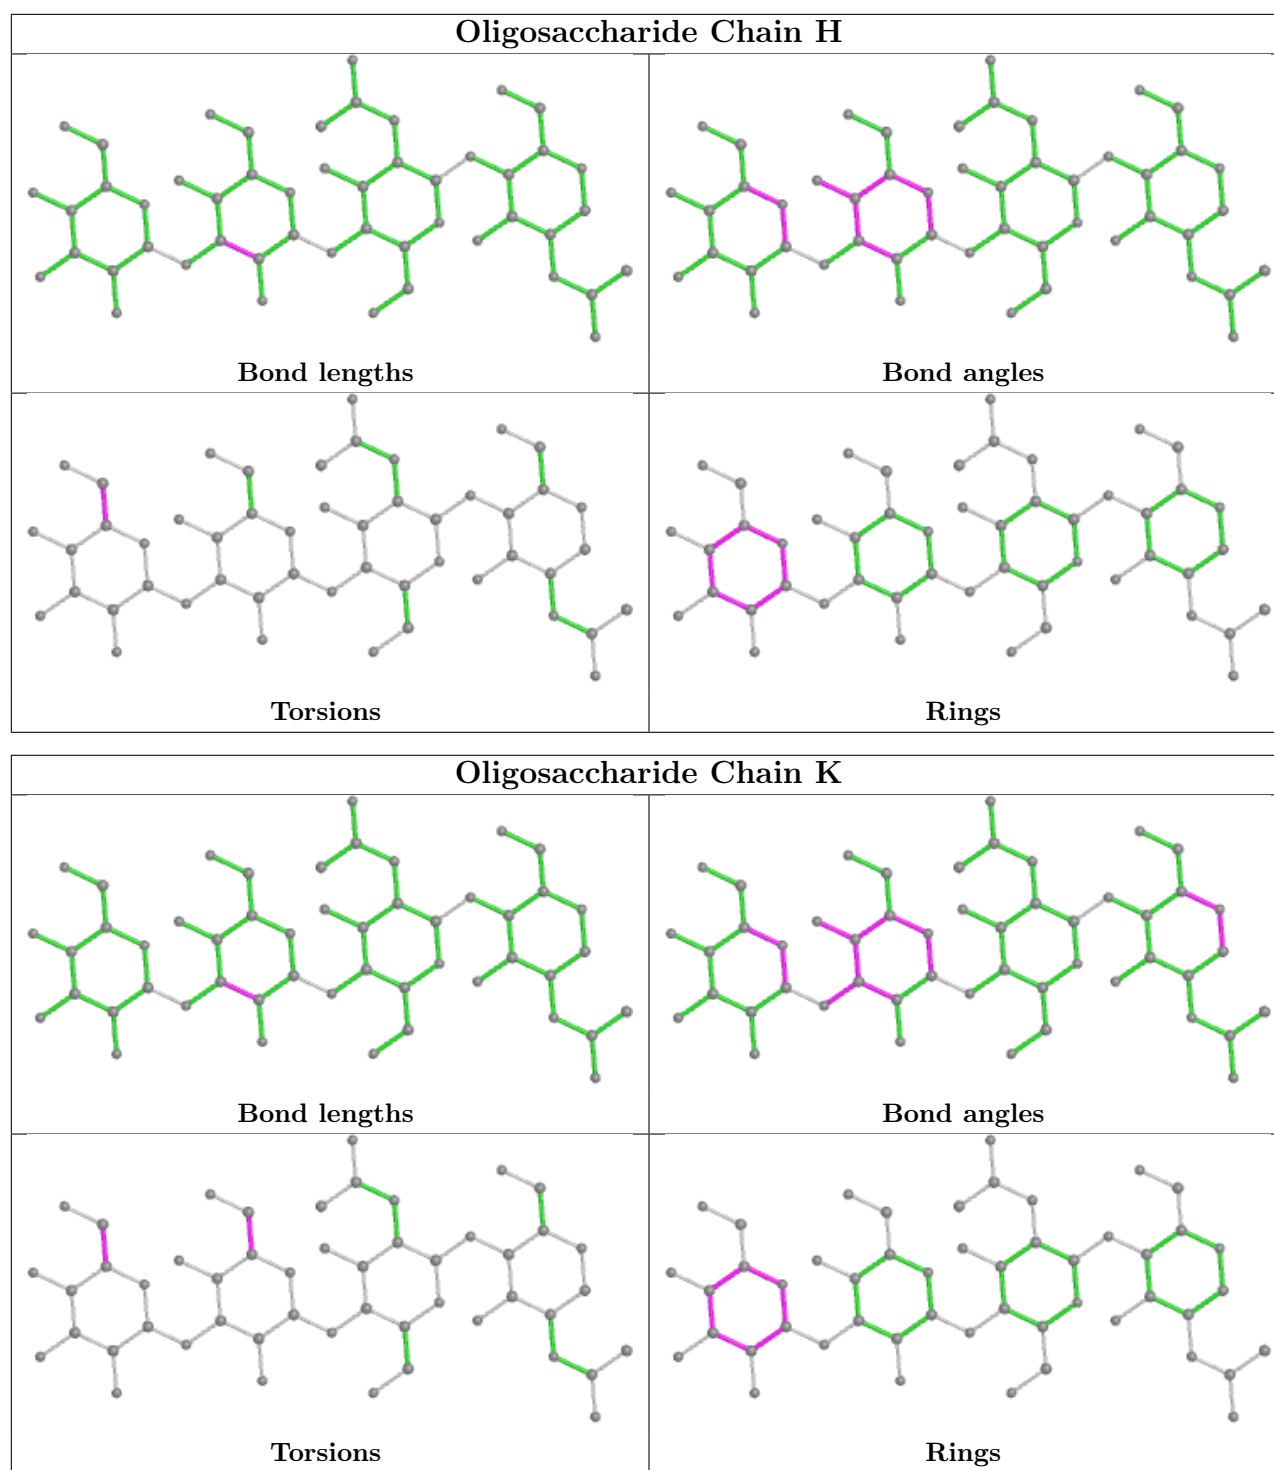 Oligosaccharide Chain H
Bond lengths
Bond angles
Torsions
Rings
Oligosaccharide Chain K
Bond lengths
Bond angles
Torsions
Rings